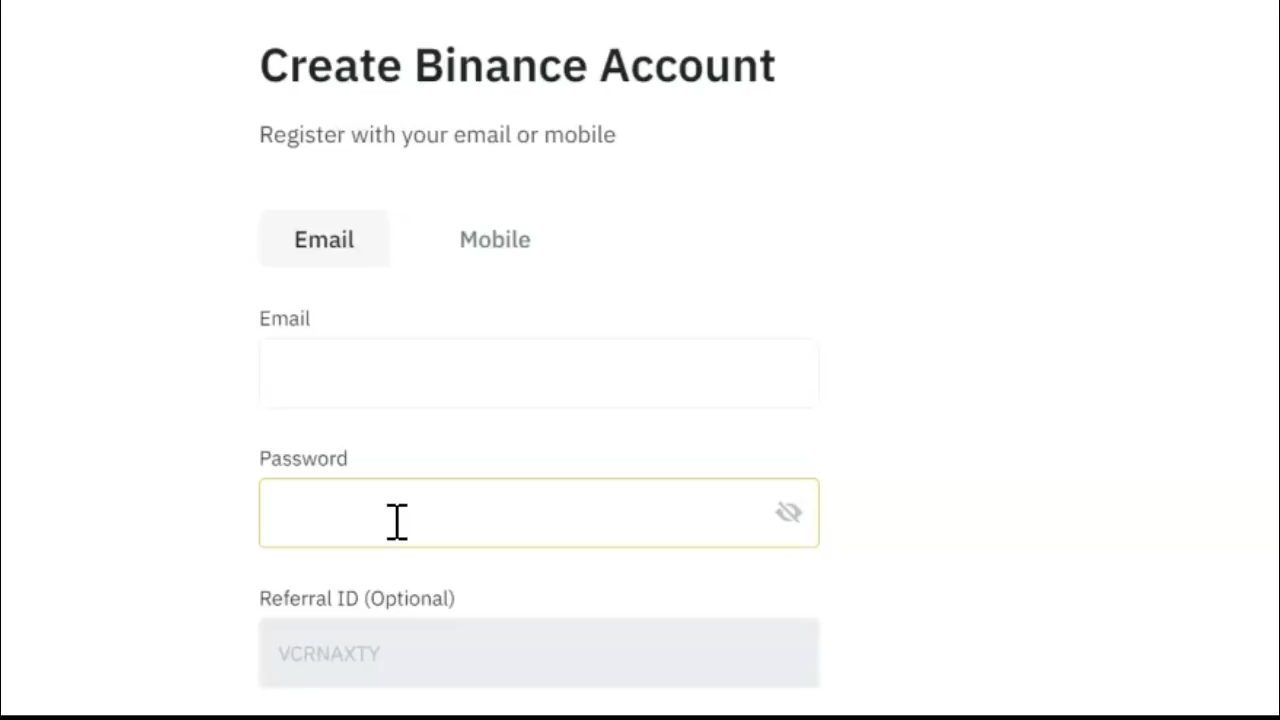 Create Binance Account
Register with your email or mobile
Email Mobile
Email
Password
Referral ID (Optional)
VCRNAXTY